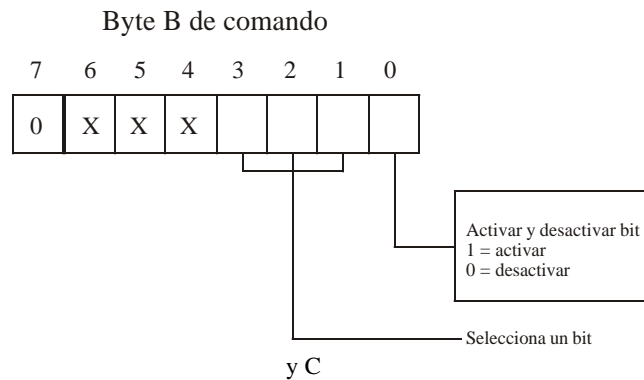 Byte B de comando
7 6 5 4 3 2 1 0
0 X X X
Activar y desactivar bit
1 = activar
0 = desactivar
Selecciona un bit
y C